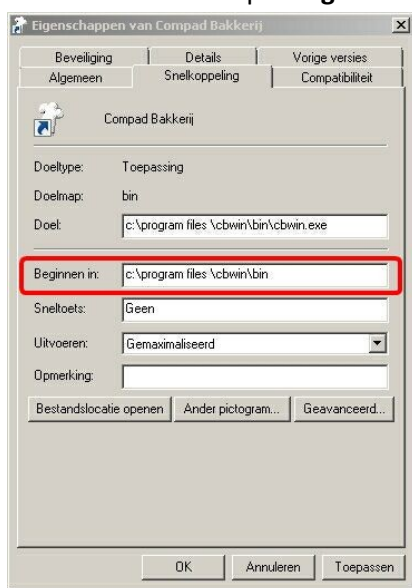 Eigenschappen van Compad Bakkerij
Beveiliging Details Vorige versies
Algemeen Snelkoppeling Compatibiliteit
Compad Bakkerij
Doeltype: Toepassing
Doelmap: bin
Doel: c:\program files \cbwin\bin\cbwin.exe
Beginnen in: c:\program files \cbwin\bin
Sneltoets: Geen
Uitvoeren: Gemaximaliseerd
Opmerking:
Bestandslocatie openen Ander pictogram... Geavanceerd...
OK Annuleren Toepassen